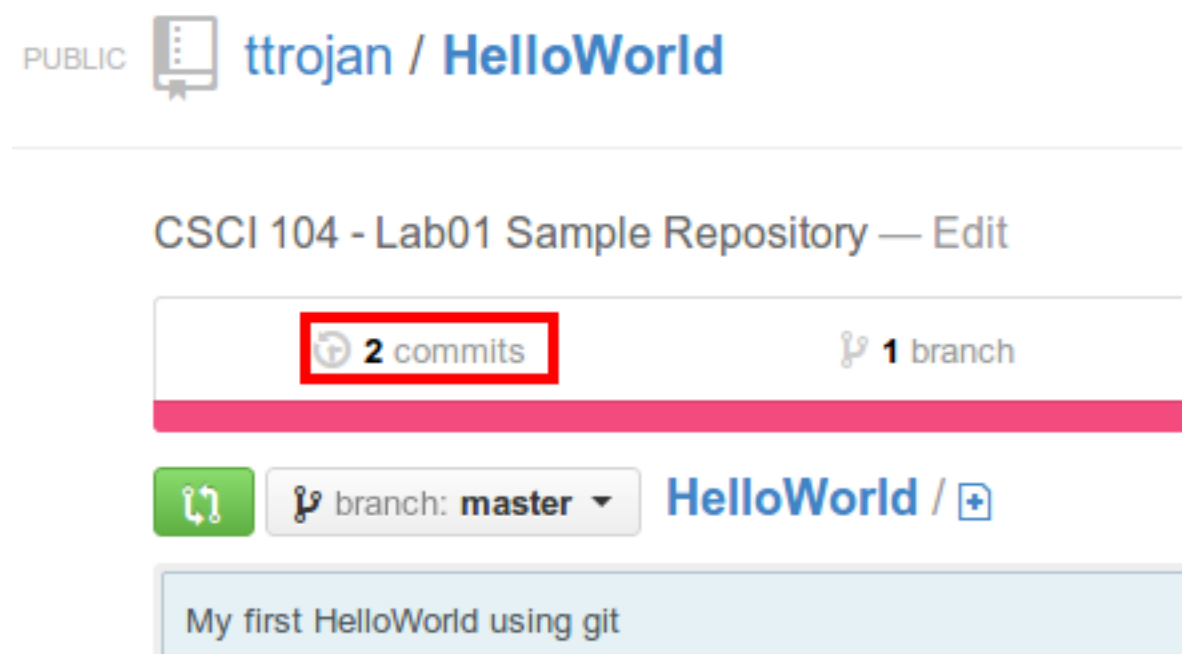 PUBLIC ttrojan / HelloWorld
CSCI 104 - Lab01 Sample Repository — Edit
2 commits 1 branch
branch: master HelloWorld /
My first HelloWorld using git